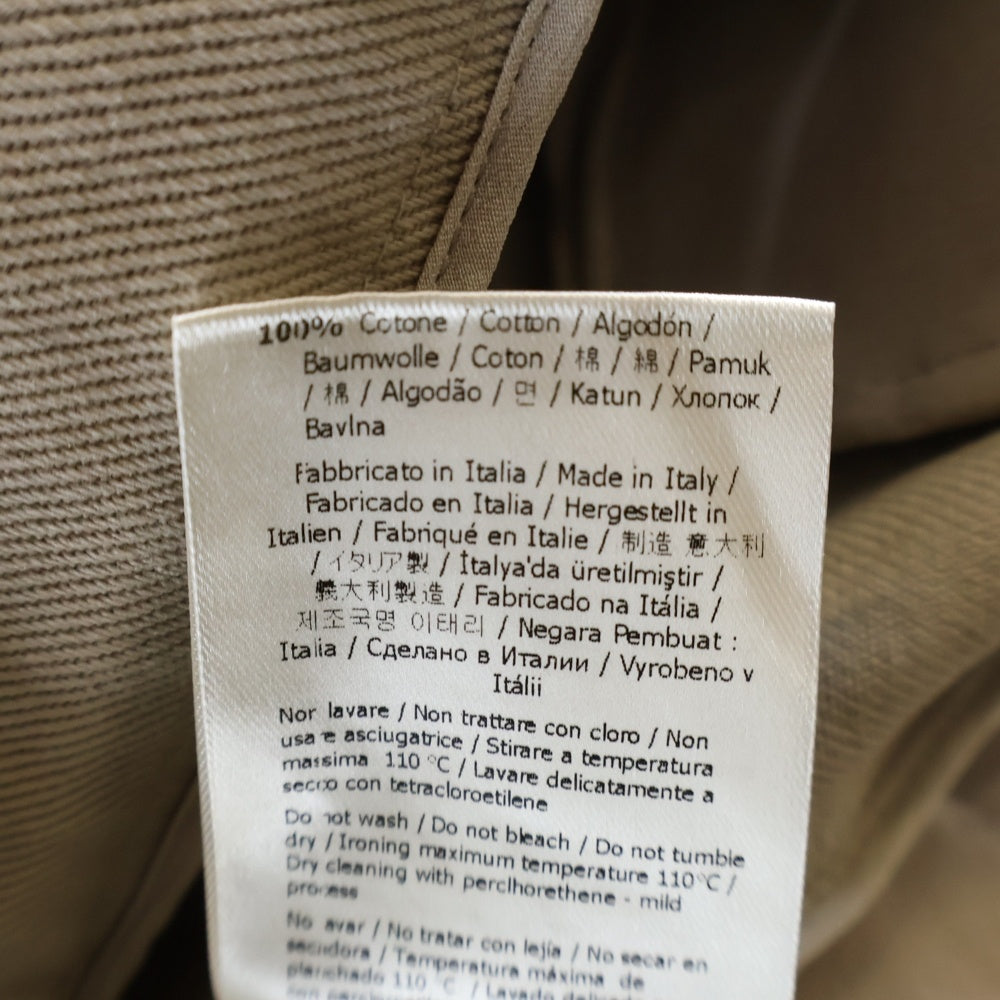 100% Cotone / Cotton / Algodón /
Baumwolle / Coton / 棉 / 綿 / Pamuk
/ 棉 / Algodão / 면 / Katun / Хлопок /
Bavlna
Fabbricato in Italia / Made in Italy /
Fabricado en Italia / Hergestellt in
Italien / Fabriqué en Italie / 制造 意大利
/ イタリア製 / İtalya'da üretilmiştir /
義大利製造 / Fabricado na Itália /
제조국명 이태리 / Negara Pembuat :
Italia / Сделано в Италии / Vyrobeno v
Itálii
Non lavare / Non trattare con cloro / Non
usare asciugatrice / Stirare a temperatura
massima 110 °C / Lavare delicatamente a
secco con tetracloroetilene
Do not wash / Do not bleach / Do not tumble
dry / Ironing maximum temperature 110°C /
Dry cleaning with perclhorethene - mild
process
No lavar / No tratar con lejía / No secar en
secadora / Temperatura máxima de
planchado 110 °C / Lavado